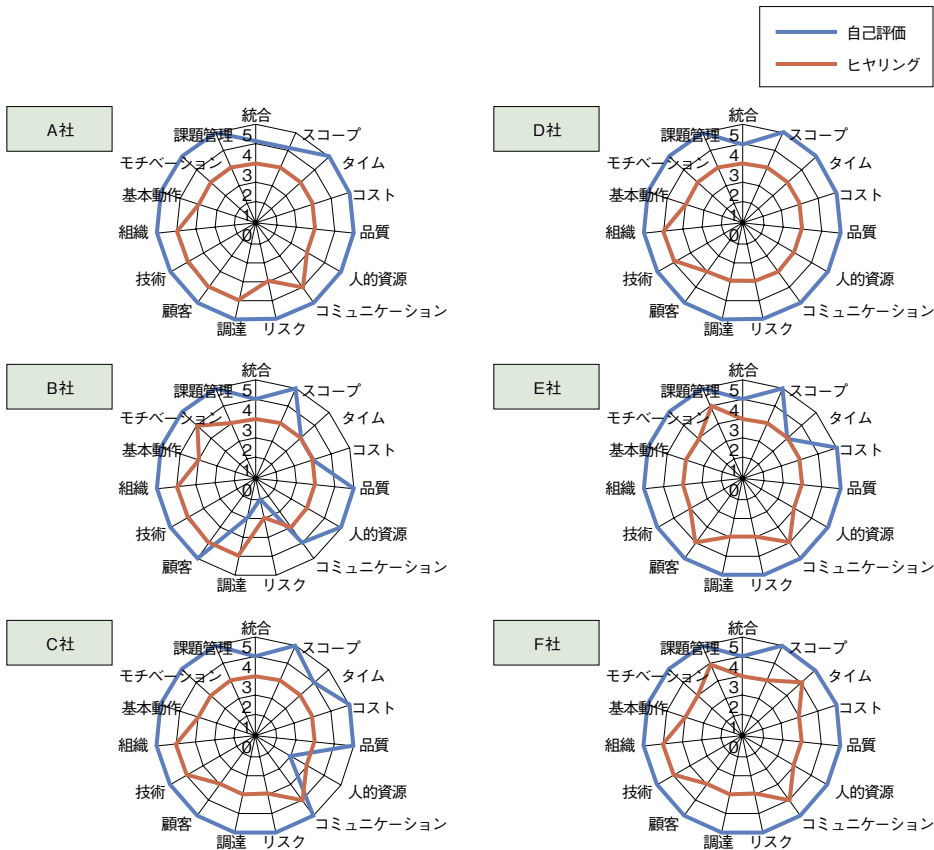 自己評価
ヒヤリング
A社
統合
スコープ
タイム
コスト
品質
人的資源
コミュニケーション
リスク
調達
顧客
技術
組織
基本動作
モチベーション
課題管理
5
4
3
2
1
0
D社
統合
スコープ
タイム
コスト
品質
人的資源
コミュニケーション
リスク
調達
顧客
技術
組織
基本動作
モチベーション
課題管理
5
4
3
2
1
0
B社
統合
スコープ
タイム
コスト
品質
人的資源
コミュニケーション
リスク
調達
顧客
技術
組織
基本動作
モチベーション
課題管理
5
4
3
2
1
0
E社
統合
スコープ
タイム
コスト
品質
人的資源
コミュニケーション
リスク
調達
顧客
技術
組織
基本動作
モチベーション
課題管理
5
4
3
2
1
0
C社
統合
スコープ
タイム
コスト
品質
人的資源
コミュニケーション
リスク
調達
顧客
技術
組織
基本動作
モチベーション
課題管理
5
4
3
2
1
0
F社
統合
スコープ
タイム
コスト
品質
人的資源
コミュニケーション
リスク
調達
顧客
技術
組織
基本動作
モチベーション
課題管理
5
4
3
2
1
0